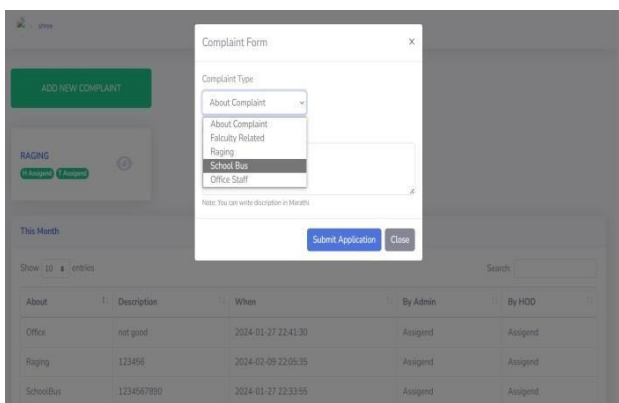 shree
Complaint Form
x
Complaint Type
ADD NEW COMPLAINT
About Complaint
About Complaint
Falculty Related
Raging
School Bus
Office Staff
RAGING
H Assigend T Assigend
Note: You can write discription in Marathi
Submit Application Close
This Month
Show 10 entries
Search:
About Description When By Admin By HOD
Office not good 2024-01-27 22:41:30 Assigend Assigend
Raging 123456 2024-02-09 22:05:35 Assigend Assigend
SchoolBus 1234567890 2024-01-27 22:33:55 Assigend Assigend